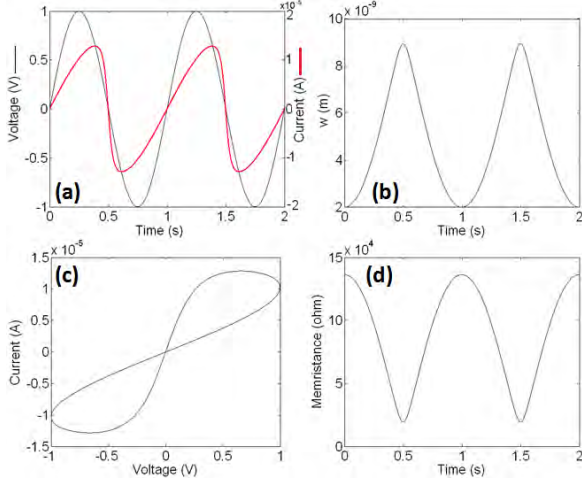 1
0.5
0
-0.5
-1
Voltage (V)
2
1
0
-1
-2
Current (A)
0 0.5 1 1.5 2
Time (s)
(a)
x 10⁻⁹
10
8
6
4
2
w (m)
0 0.5 1 1.5 2
Time (s)
(b)
x 10⁻⁵
1.5
1
0.5
0
-0.5
-1
-1.5
Current (A)
-1 -0.5 0 0.5 1
Voltage (V)
(c)
x 10⁴
15
10
5
0
Memristance (ohm)
0 0.5 1 1.5 2
Time (s)
(d)